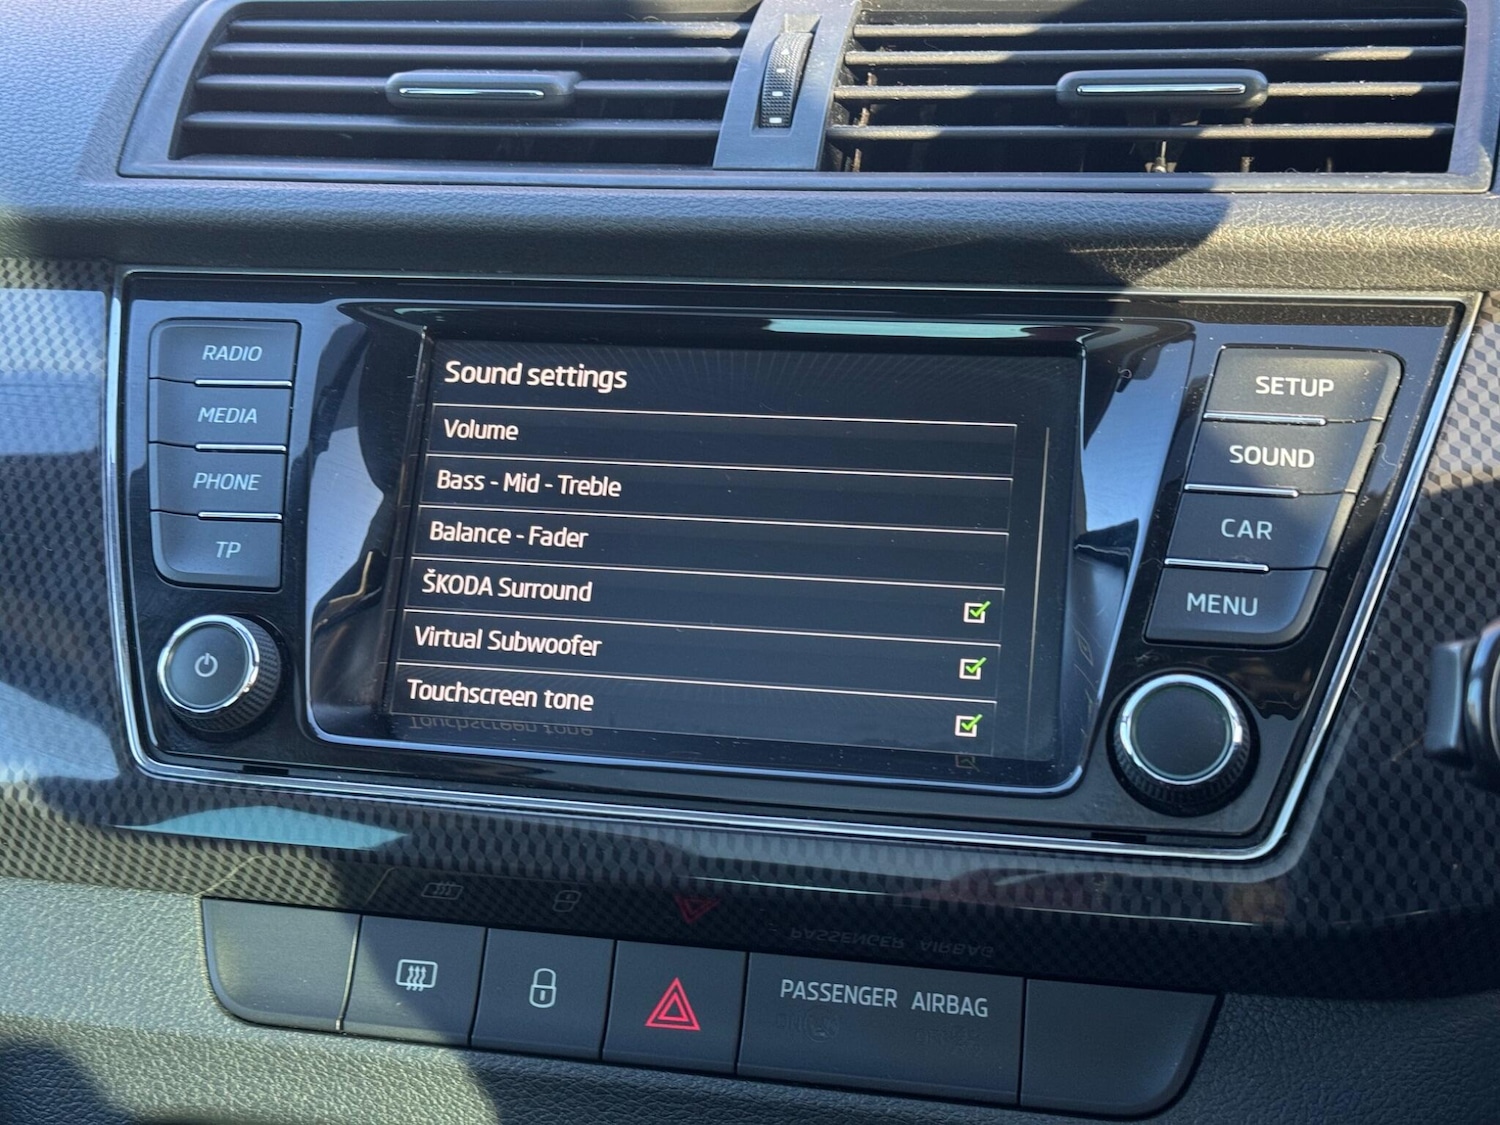 RADIO
MEDIA
PHONE
TP
Sound settings
Volume
Bass - Mid - Treble
Balance - Fader
ŠKODA Surround
Virtual Subwoofer
Touchscreen tone
SETUP
SOUND
CAR
MENU
PASSENGER AIRBAG